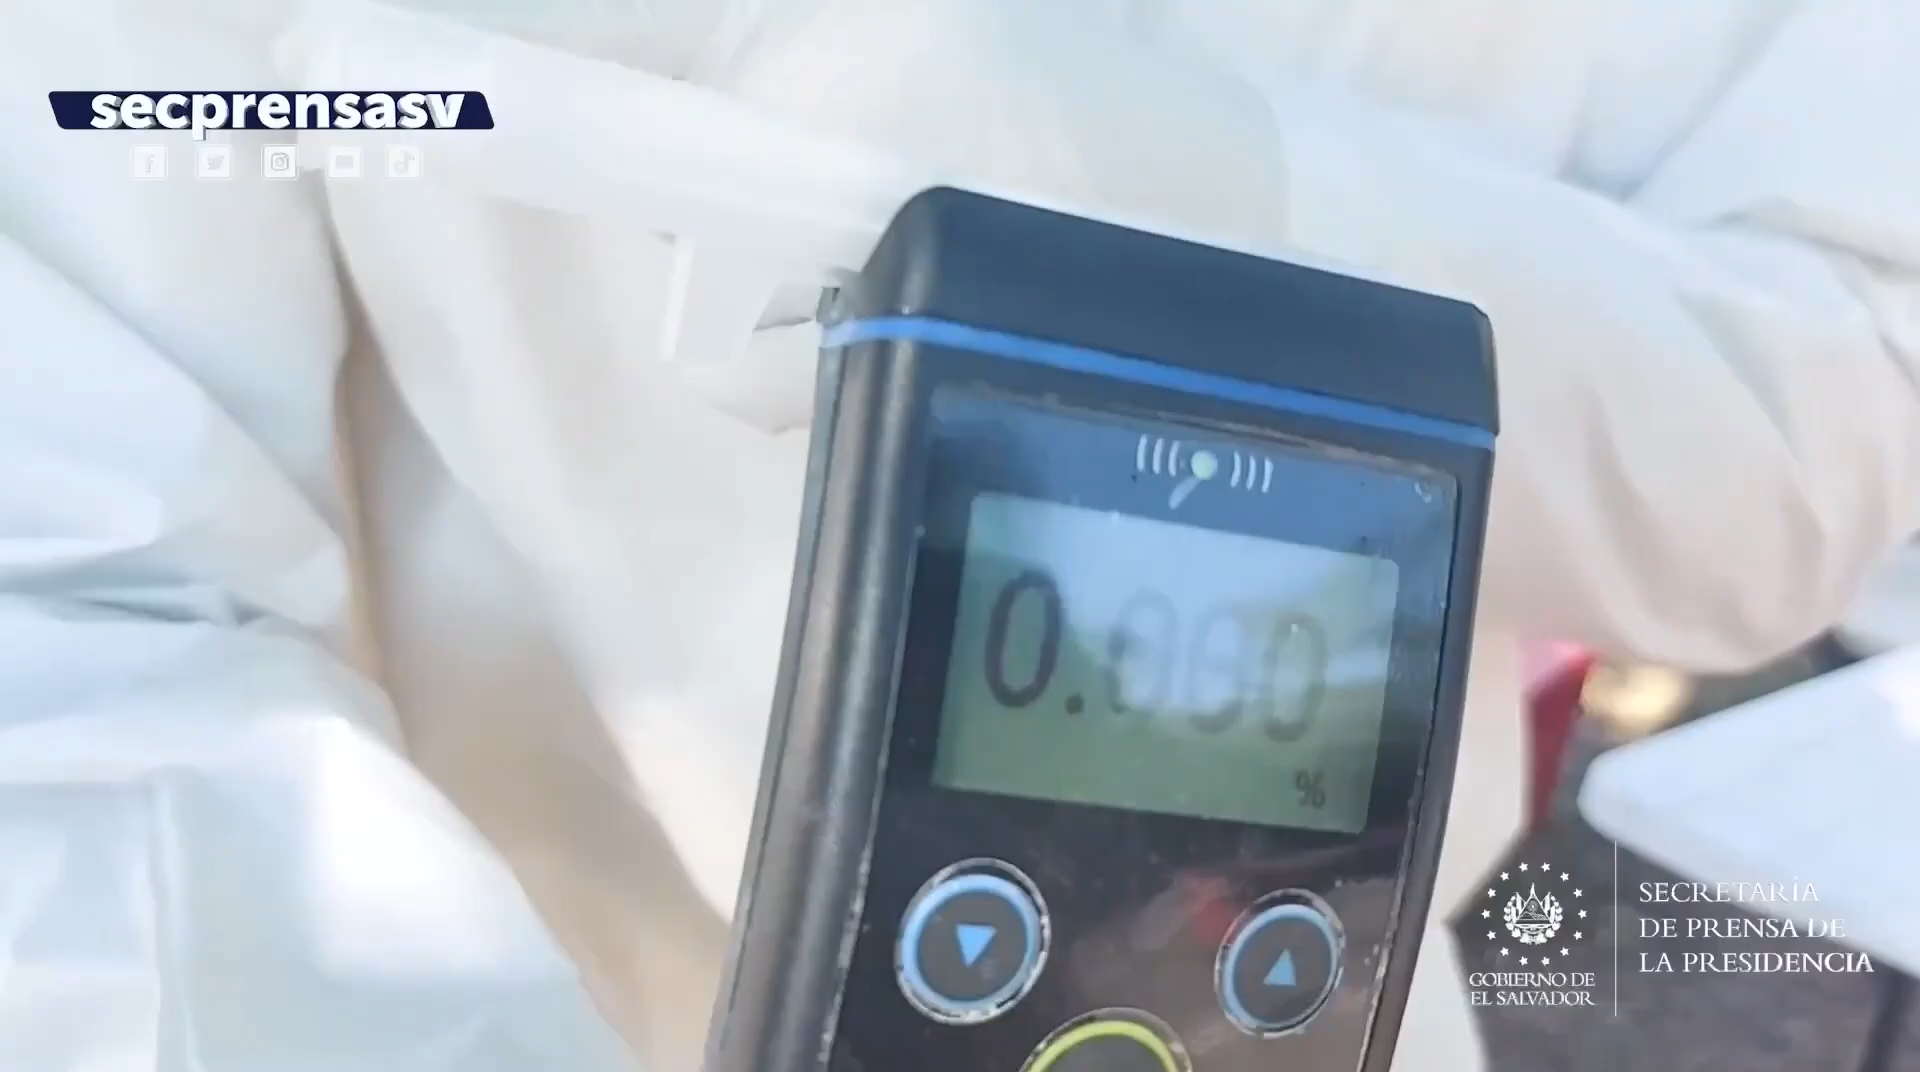 secprensasv
0.000
%
GOBIERNO DE
EL SALVADOR
SECRETARÍA
DE PRENSA DE
LA PRESIDENCIA